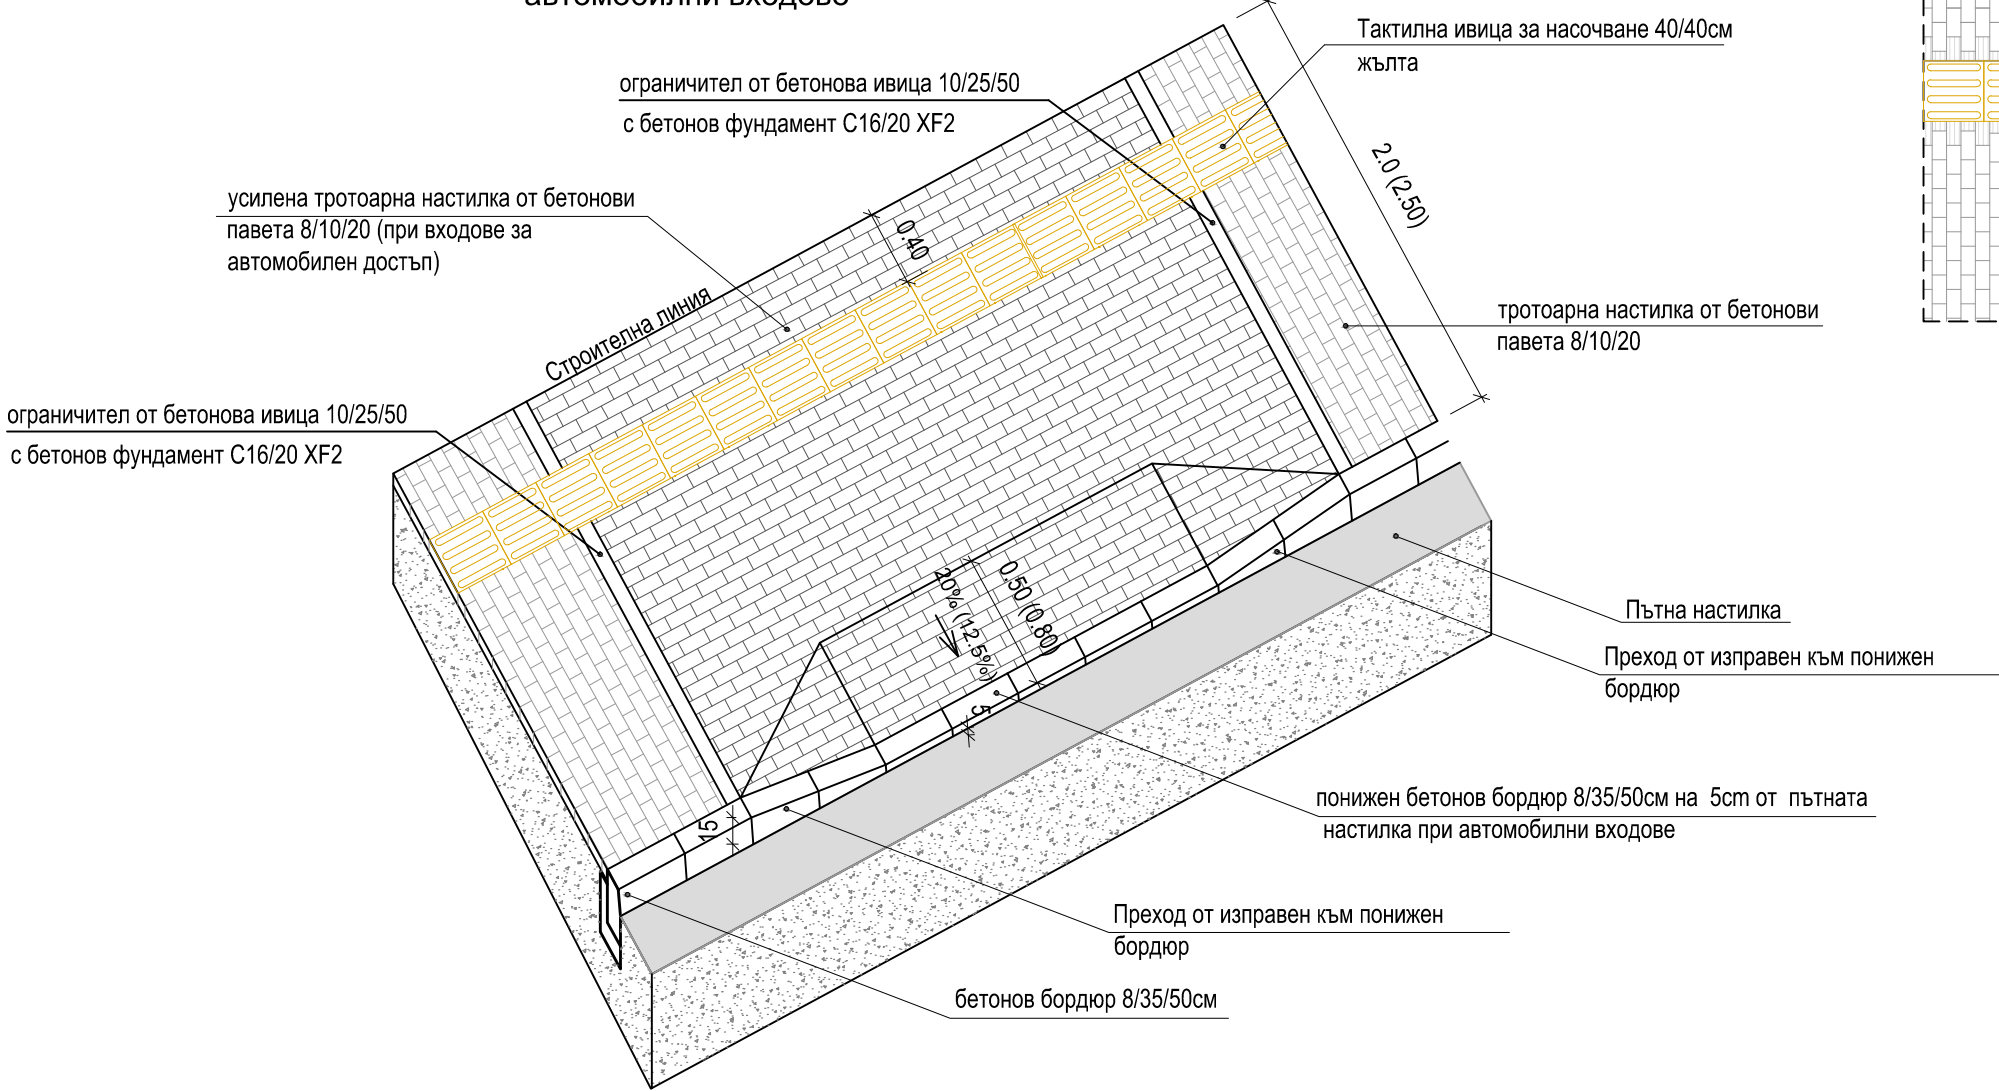 автомобилни входове
Тактилна ивица за насочване 40/40см
жълта
ограничител от бетонова ивица 10/25/50
с бетонов фундамент С16/20 XF2
2.0 (2.50)
усилена тротоарна настилка от бетонови
павета 8/10/20 (при входове за
автомобилен достъп)
0.40
Строителна линия
тротоарна настилка от бетонови
павета 8/10/20
ограничител от бетонова ивица 10/25/50
с бетонов фундамент С16/20 XF2
20% (12.5%)
0.50 (0.80)
5
15
Пътна настилка
Преход от изправен към понижен
бордюр
понижен бетонов бордюр 8/35/50см на 5cm от пътната
настилка при автомобилни входове
Преход от изправен към понижен
бордюр
бетонов бордюр 8/35/50см